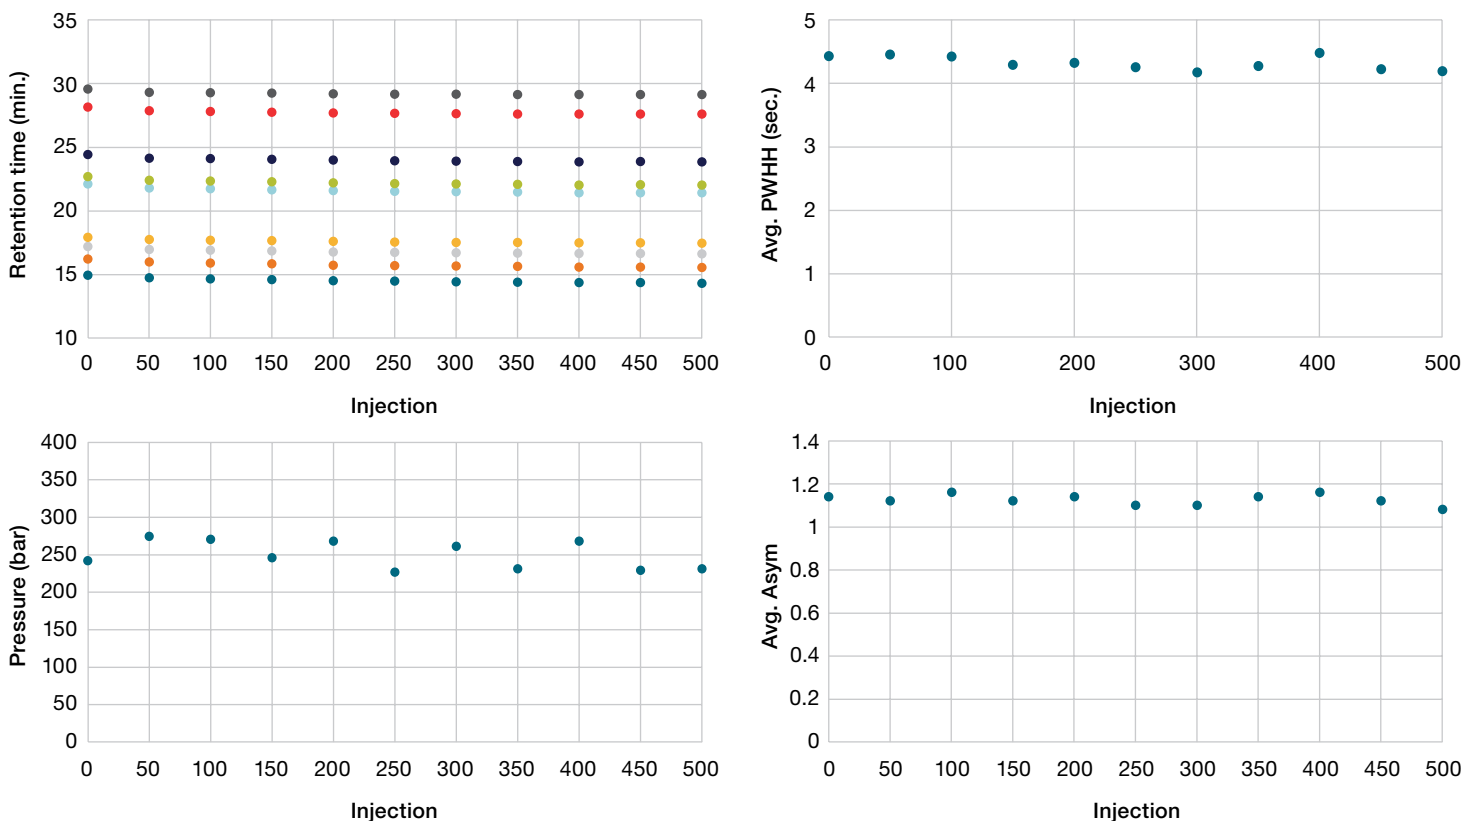 Retention time (min.)
35
30
25
20
15
10
0 50 100 150 200 250 300 350 400 450 500
Injection
Avg. PWHH (sec.)
5
4
3
2
1
0
0 100 200 300 400 500
Injection
Pressure (bar)
400
350
300
250
200
150
100
50
0
0 50 100 150 200 250 300 350 400 450 500
Injection
Avg. Asym
1.4
1.2
1
0.8
0.6
0.4
0.2
0
0 50 100 150 200 250 300 350 400 450 500
Injection